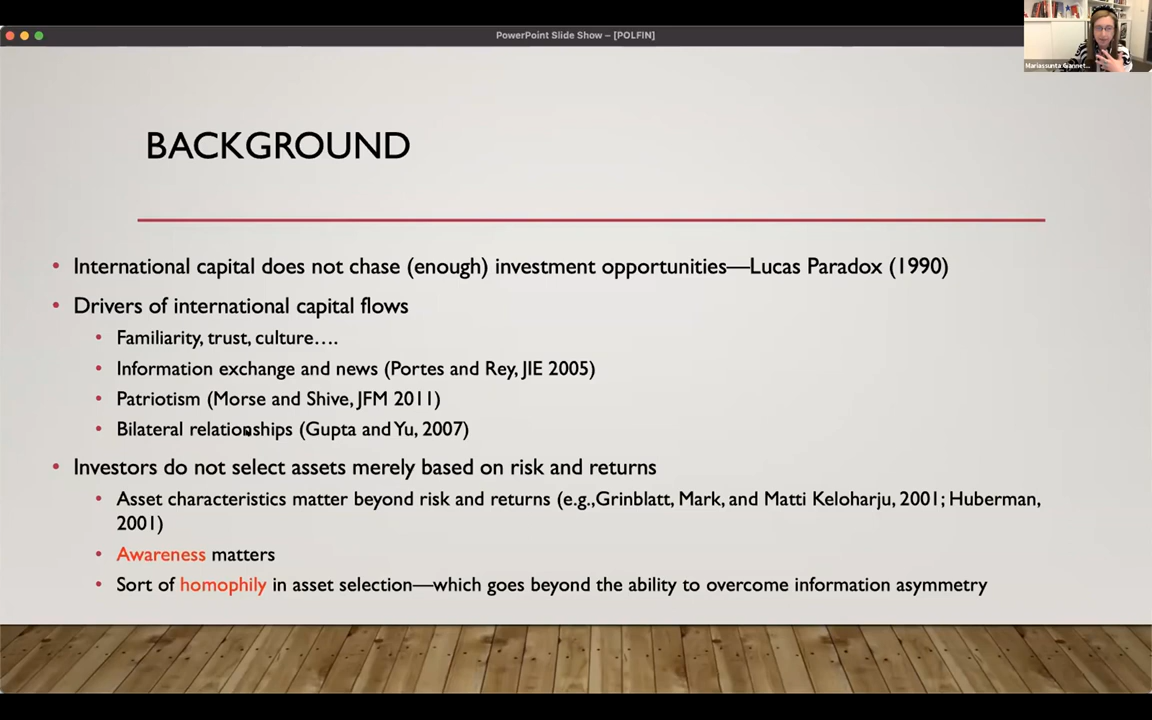 PowerPoint Slide Show – [POLFIN]
Mariassunta Giannet...
BACKGROUND
• International capital does not chase (enough) investment opportunities—Lucas Paradox (1990)
• Drivers of international capital flows
• Familiarity, trust, culture….
• Information exchange and news (Portes and Rey, JIE 2005)
• Patriotism (Morse and Shive, JFM 2011)
• Bilateral relationships (Gupta and Yu, 2007)
• Investors do not select assets merely based on risk and returns
• Asset characteristics matter beyond risk and returns (e.g.,Grinblatt, Mark, and Matti Keloharju, 2001; Huberman,
2001)
• Awareness matters
• Sort of homophily in asset selection—which goes beyond the ability to overcome information asymmetry